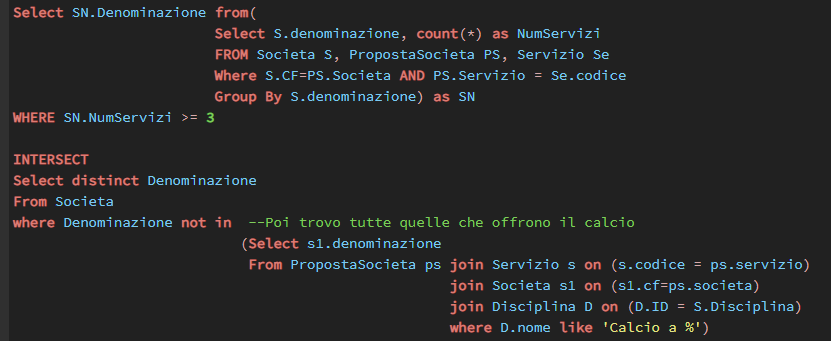 Select SN.Denominazione from(
Select S.denominazione, count(*) as NumServizi
FROM Societa S, PropostaSocieta PS, Servizio Se
Where S.CF=PS.Societa AND PS.Servizio = Se.codice
Group By S.denominazione) as SN
WHERE SN.NumServizi >= 3
INTERSECT
Select distinct Denominazione
From Societa
where Denominazione not in  --Poi trovo tutte quelle che offrono il calcio
(Select s1.denominazione
From PropostaSocieta ps join Servizio s on (s.codice = ps.servizio)
join Societa s1 on (s1.cf=ps.societa)
join Disciplina D on (D.ID = S.Disciplina)
where D.nome like 'Calcio a %')